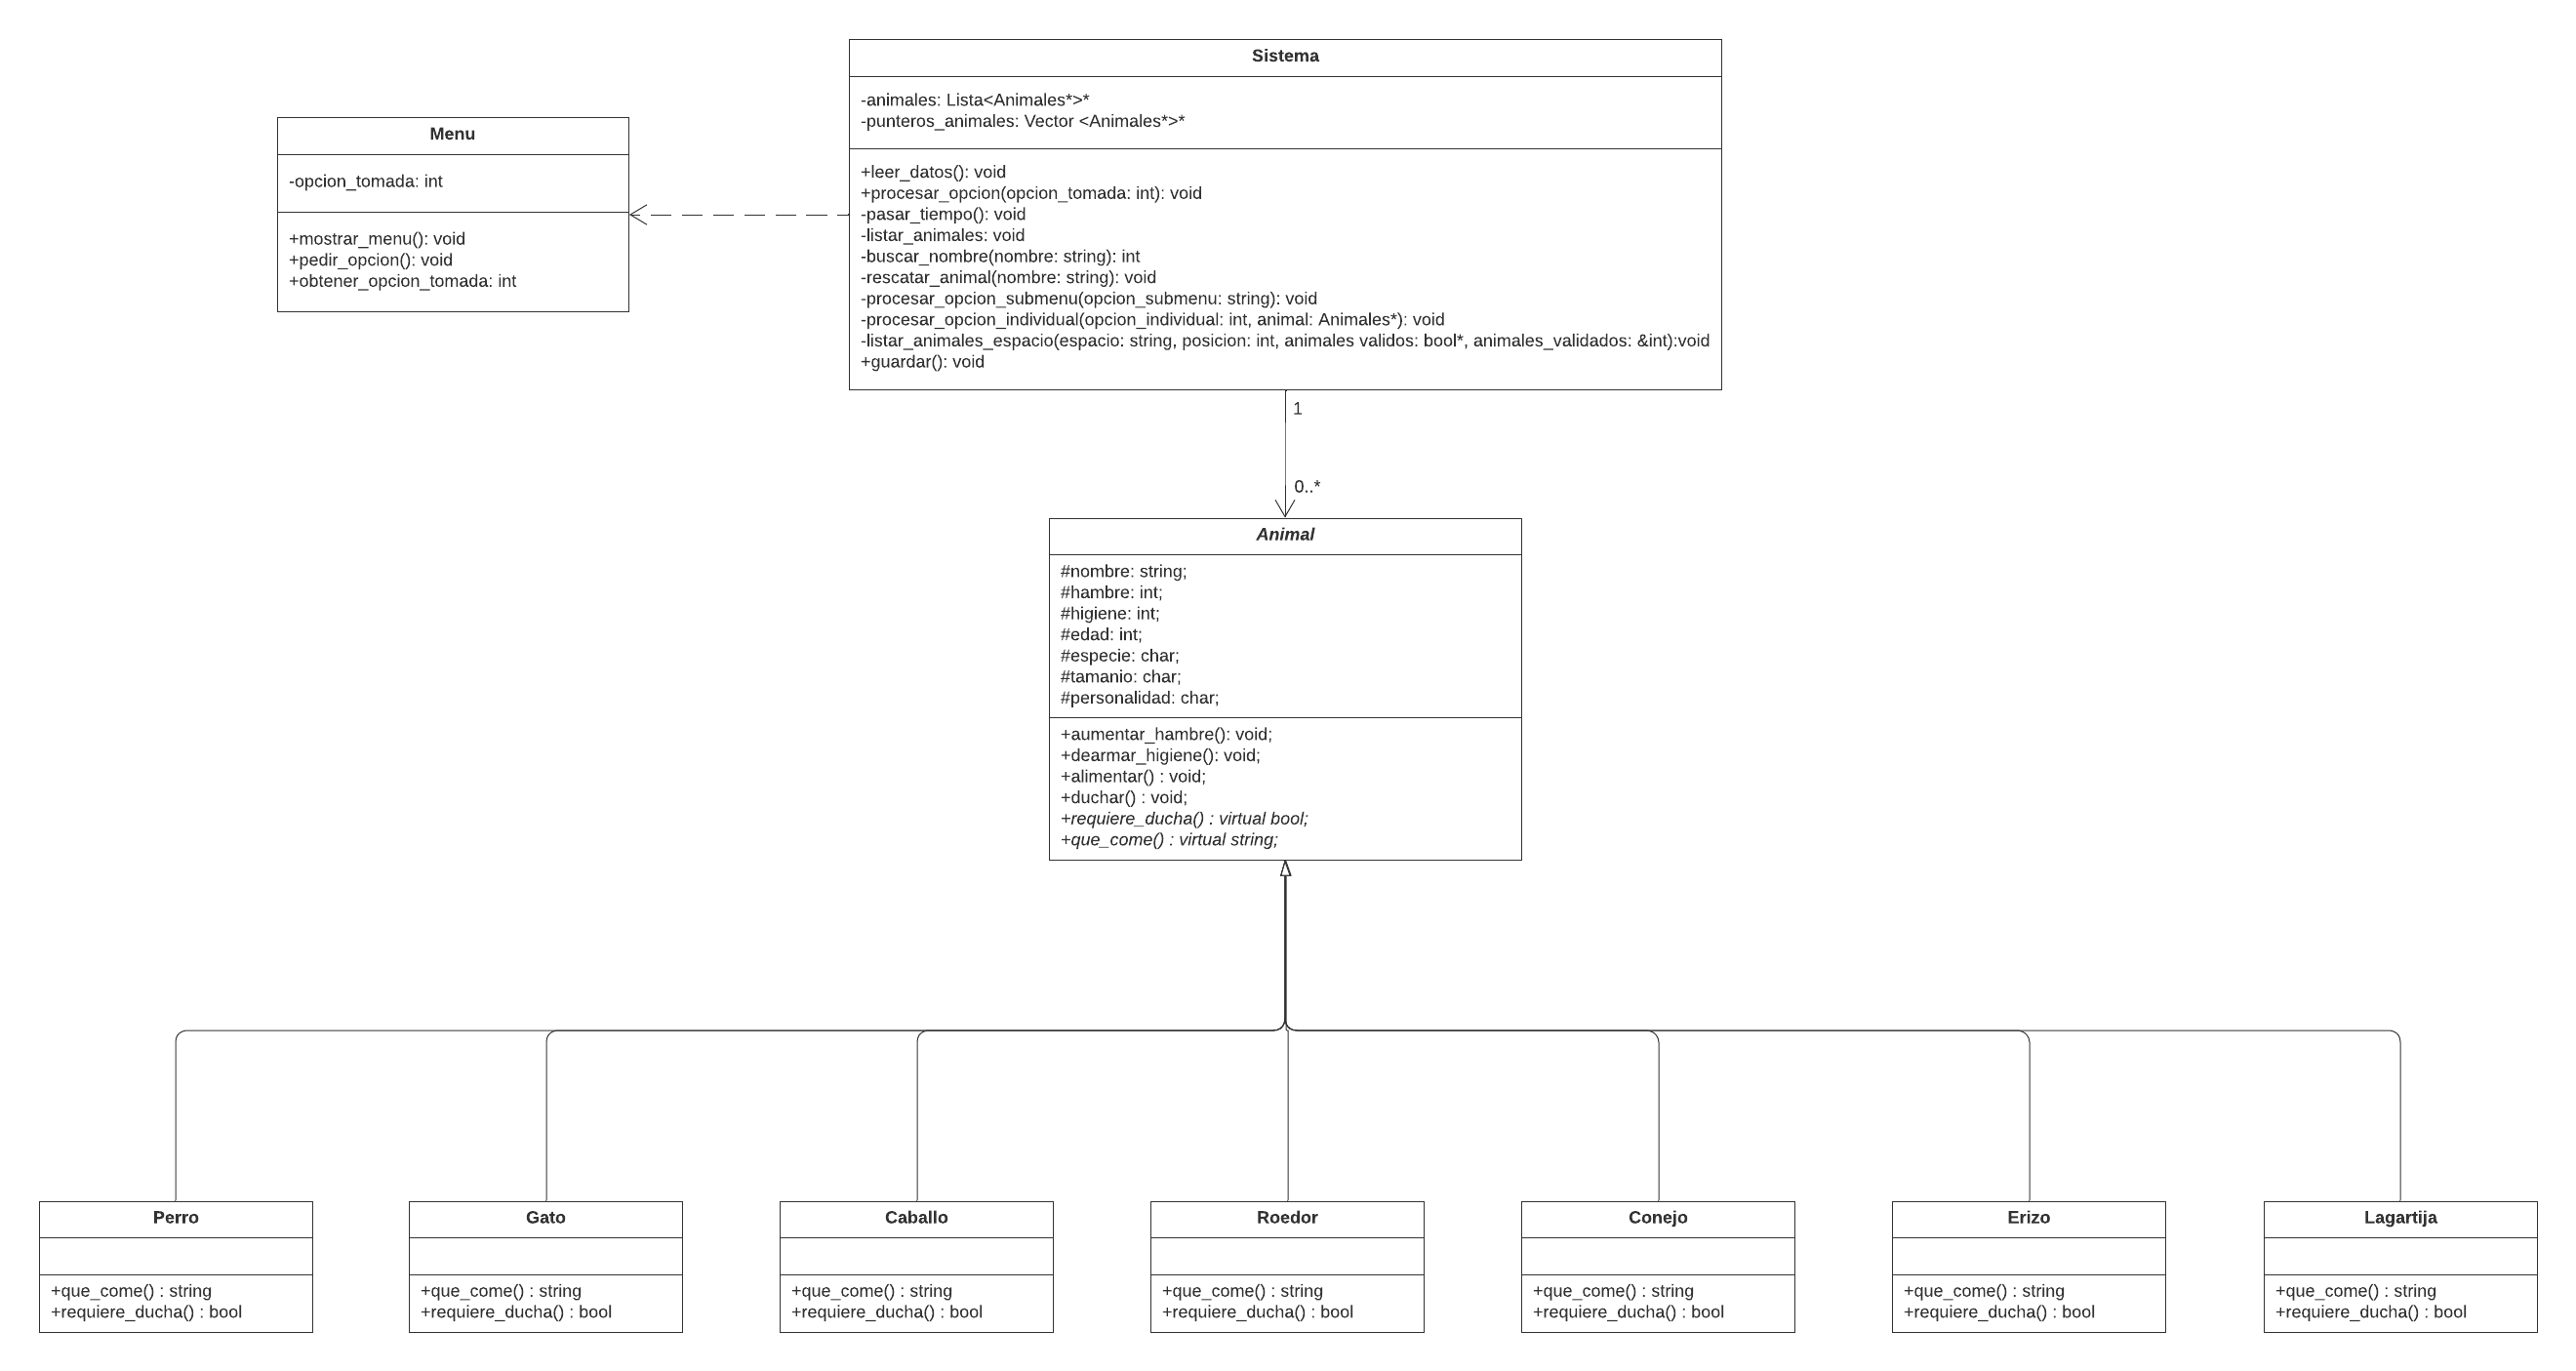 Sistema
-animales: Lista<Animales*>*
-punteros_animales: Vector <Animales*>*
+leer_datos(): void
+procesar_opcion(opcion_tomada: int): void
-pasar_tiempo(): void
-listar_animales: void
-buscar_nombre(nombre: string): int
-rescatar_animal(nombre: string): void
-procesar_opcion_submenu(opcion_submenu: string): void
-procesar_opcion_individual(opcion_individual: int, animal: Animales*): void
-listar_animales_espacio(espacio: string, posicion: int, animales validos: bool*, animales_validados: &int):void
+guardar(): void
Menu
-opcion_tomada: int
+mostrar_menu(): void
+pedir_opcion(): void
+obtener_opcion_tomada: int
1
0..*
Animal
#nombre: string;
#hambre: int;
#higiene: int;
#edad: int;
#especie: char;
#tamanio: char;
#personalidad: char;
+aumentar_hambre(): void;
+dearmar_higiene(): void;
+alimentar() : void;
+duchar() : void;
+requiere_ducha() : virtual bool;
+que_come() : virtual string;
Perro
+que_come() : string
+requiere_ducha() : bool
Gato
+que_come() : string
+requiere_ducha() : bool
Caballo
+que_come() : string
+requiere_ducha() : bool
Roedor
+que_come() : string
+requiere_ducha() : bool
Conejo
+que_come() : string
+requiere_ducha() : bool
Erizo
+que_come() : string
+requiere_ducha() : bool
Lagartija
+que_come() : string
+requiere_ducha() : bool